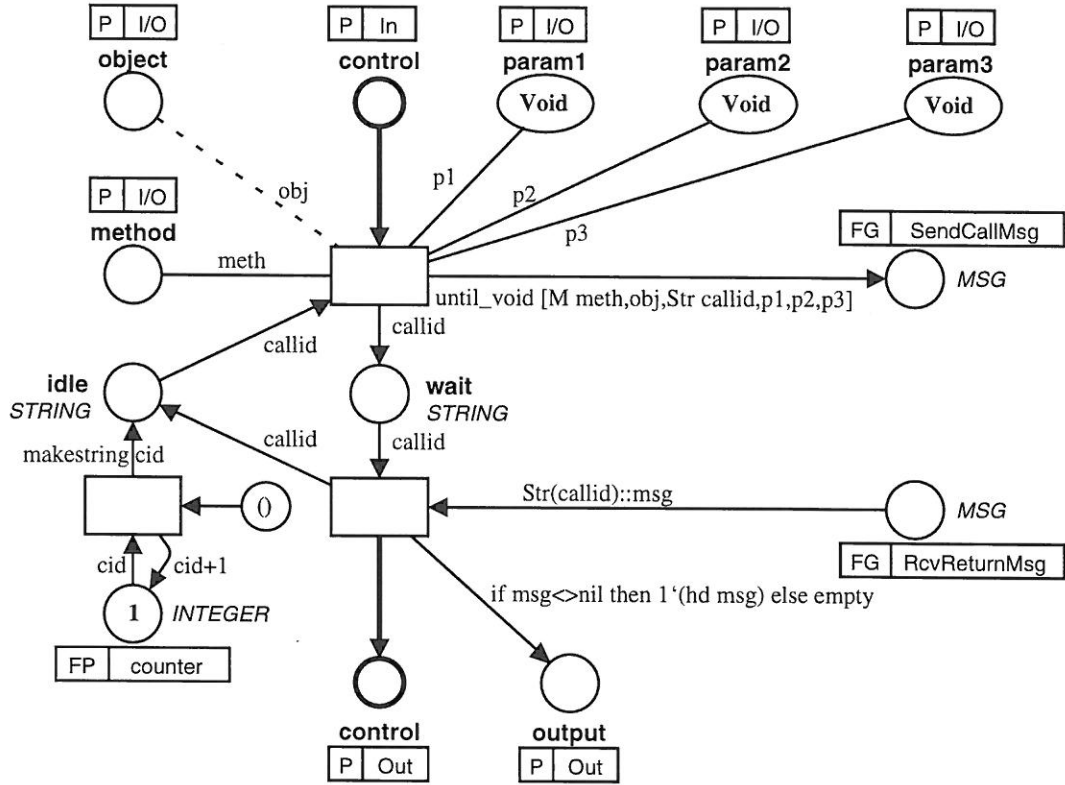 P I/O
P In
P I/O
P I/O
P I/O
object
control
param1
param2
param3
Void
Void
Void
p1
obj
p2
P I/O
p3
method
meth
FG SendCallMsg
MSG
until_void [M meth,obj,Str callid,p1,p2,p3]
callid
callid
idle
STRING
wait
STRING
callid
callid
makestring cid
Str(callid)::msg
()
MSG
cid
cid+1
FG RcvReturnMsg
if msg<>nil then 1‘(hd msg) else empty
1
INTEGER
FP counter
control
output
P Out
P Out